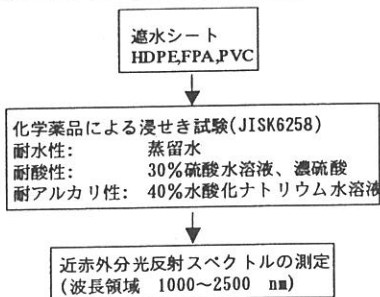 遮水シート
HDPE,FPA,PVC
化学薬品による浸せき試験(JISK6258)
耐水性: 蒸留水
耐酸性: 30%硫酸水溶液、濃硫酸
耐アルカリ性: 40%水酸化ナトリウム水溶液
近赤外分光反射スペクトルの測定
(波長領域 1000~2500 nm)